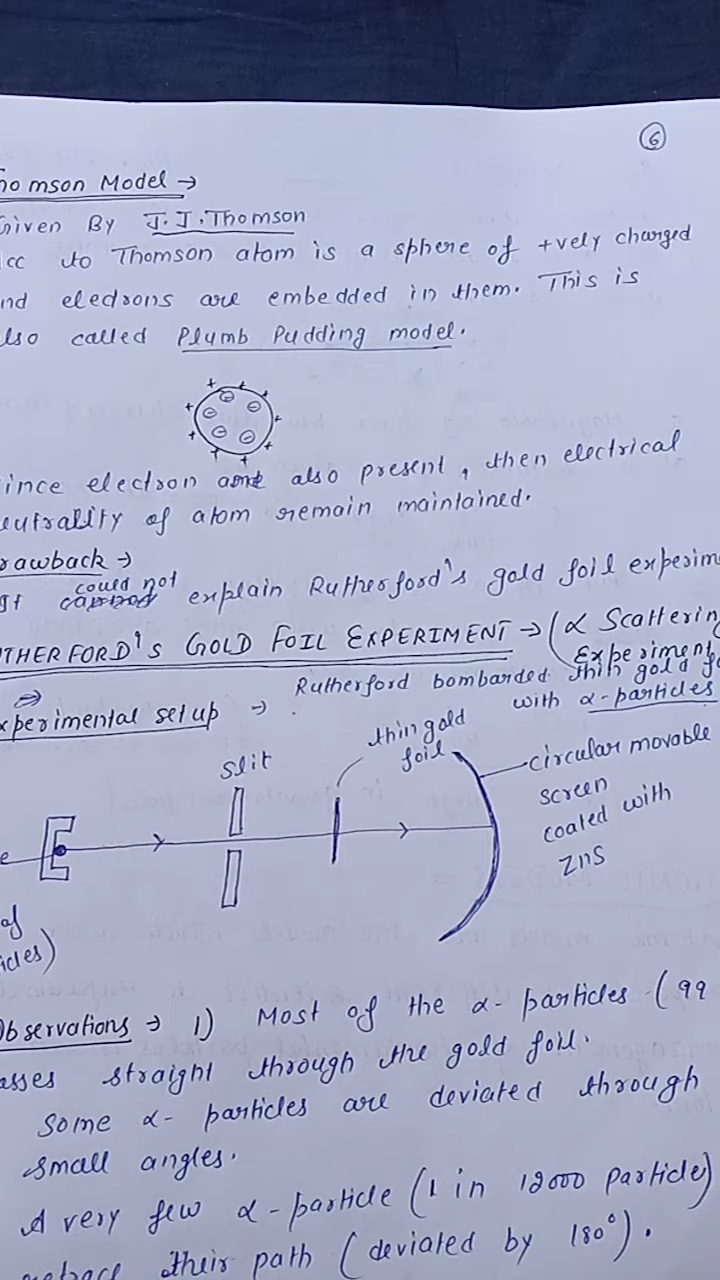 6
homson Model →
Given By J.J.Thomson
cc to Thomson atom is a sphere of +vely charged
nd electrons are embedded in them. This is
lso called Plumb Pudding model.
ince electron are also present, then electrical
eutrality of atom remain maintained.
rawback →
It could not explain Rutherford's gold foil experim
THERFORD'S GOLD FOIL EXPERIMENT → (α Scatterin
Experiment
xperimental set up → Rutherford bombarded thin gold fo
with α-particles
thin gold
foil
slit
circular movable
screen
coated with
ZnS
e
of
icles)
Observations → 1) Most of the α- particles (99
asses straight through the gold foil.
Some α- particles are deviated through
small angles.
A very few α-particle (1 in 12000 particle)
their path (deviated by 180°).